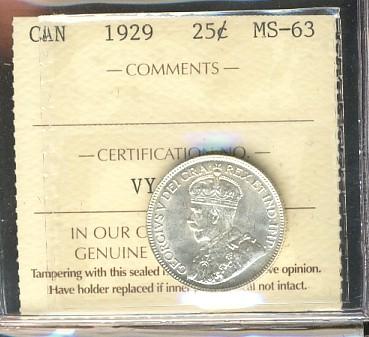 CAN 1929 25¢ MS-63
— COMMENTS —
— CERTIFICATION NO. —
VY
IN OUR
GENUINE
Tampering with this sealed ve opinion.
Have holder replaced if inner al not intact.
GEORGIVS V DEI GRA: REX ET IND: IMP: